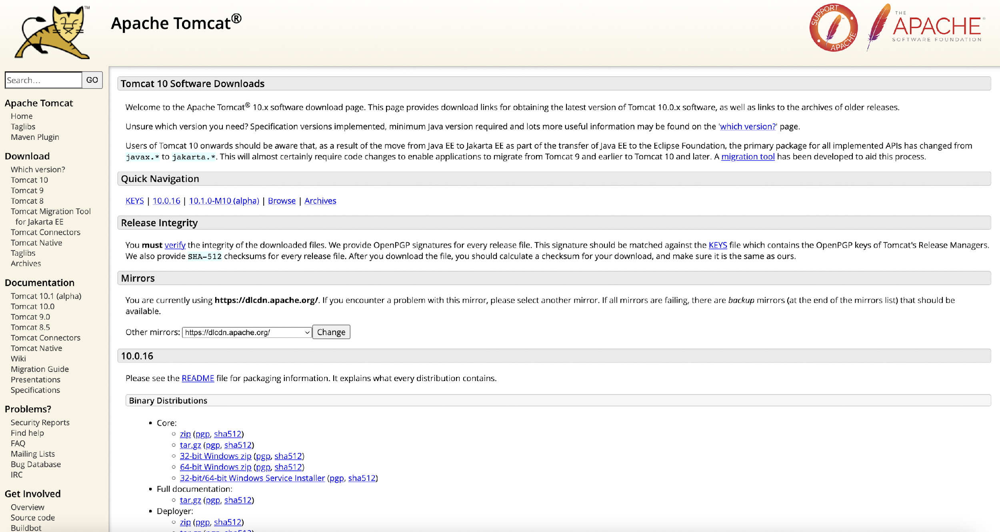 TM
Apache Tomcat®
SUPPORT
APACHE
THE
APACHE®
SOFTWARE FOUNDATION
Search...
GO
Apache Tomcat
Home
Taglibs
Maven Plugin
Download
Which version?
Tomcat 10
Tomcat 9
Tomcat 8
Tomcat Migration Tool
for Jakarta EE
Tomcat Connectors
Tomcat Native
Taglibs
Archives
Documentation
Tomcat 10.1 (alpha)
Tomcat 10.0
Tomcat 9.0
Tomcat 8.5
Tomcat Connectors
Tomcat Native
Wiki
Migration Guide
Presentations
Specifications
Problems?
Security Reports
Find help
FAQ
Mailing Lists
Bug Database
IRC
Get Involved
Overview
Source code
Buildbot
Tomcat 10 Software Downloads
Welcome to the Apache Tomcat® 10.x software download page. This page provides download links for obtaining the latest version of Tomcat 10.0.x software, as well as links to the archives of older releases.
Unsure which version you need? Specification versions implemented, minimum Java version required and lots more useful information may be found on the 'which version?' page.
Users of Tomcat 10 onwards should be aware that, as a result of the move from Java EE to Jakarta EE as part of the transfer of Java EE to the Eclipse Foundation, the primary package for all implemented APIs has changed from
javax.* to jakarta.*. This will almost certainly require code changes to enable applications to migrate from Tomcat 9 and earlier to Tomcat 10 and later. A migration tool has been developed to aid this process.
Quick Navigation
KEYS | 10.0.16 | 10.1.0-M10 (alpha) | Browse | Archives
Release Integrity
You must verify the integrity of the downloaded files. We provide OpenPGP signatures for every release file. This signature should be matched against the KEYS file which contains the OpenPGP keys of Tomcat's Release Managers.
We also provide SHA-512 checksums for every release file. After you download the file, you should calculate a checksum for your download, and make sure it is the same as ours.
Mirrors
You are currently using https://dlcdn.apache.org/. If you encounter a problem with this mirror, please select another mirror. If all mirrors are failing, there are backup mirrors (at the end of the mirrors list) that should be
available.
Other mirrors: https://dlcdn.apache.org/ Change
10.0.16
Please see the README file for packaging information. It explains what every distribution contains.
Binary Distributions
• Core:
○ zip (pgp, sha512)
○ tar.gz (pgp, sha512)
○ 32-bit Windows zip (pgp, sha512)
○ 64-bit Windows zip (pgp, sha512)
○ 32-bit/64-bit Windows Service Installer (pgp, sha512)
• Full documentation:
○ tar.gz (pgp, sha512)
• Deployer:
○ zip (pgp, sha512)
○ tar.gz (pgp, sha512)